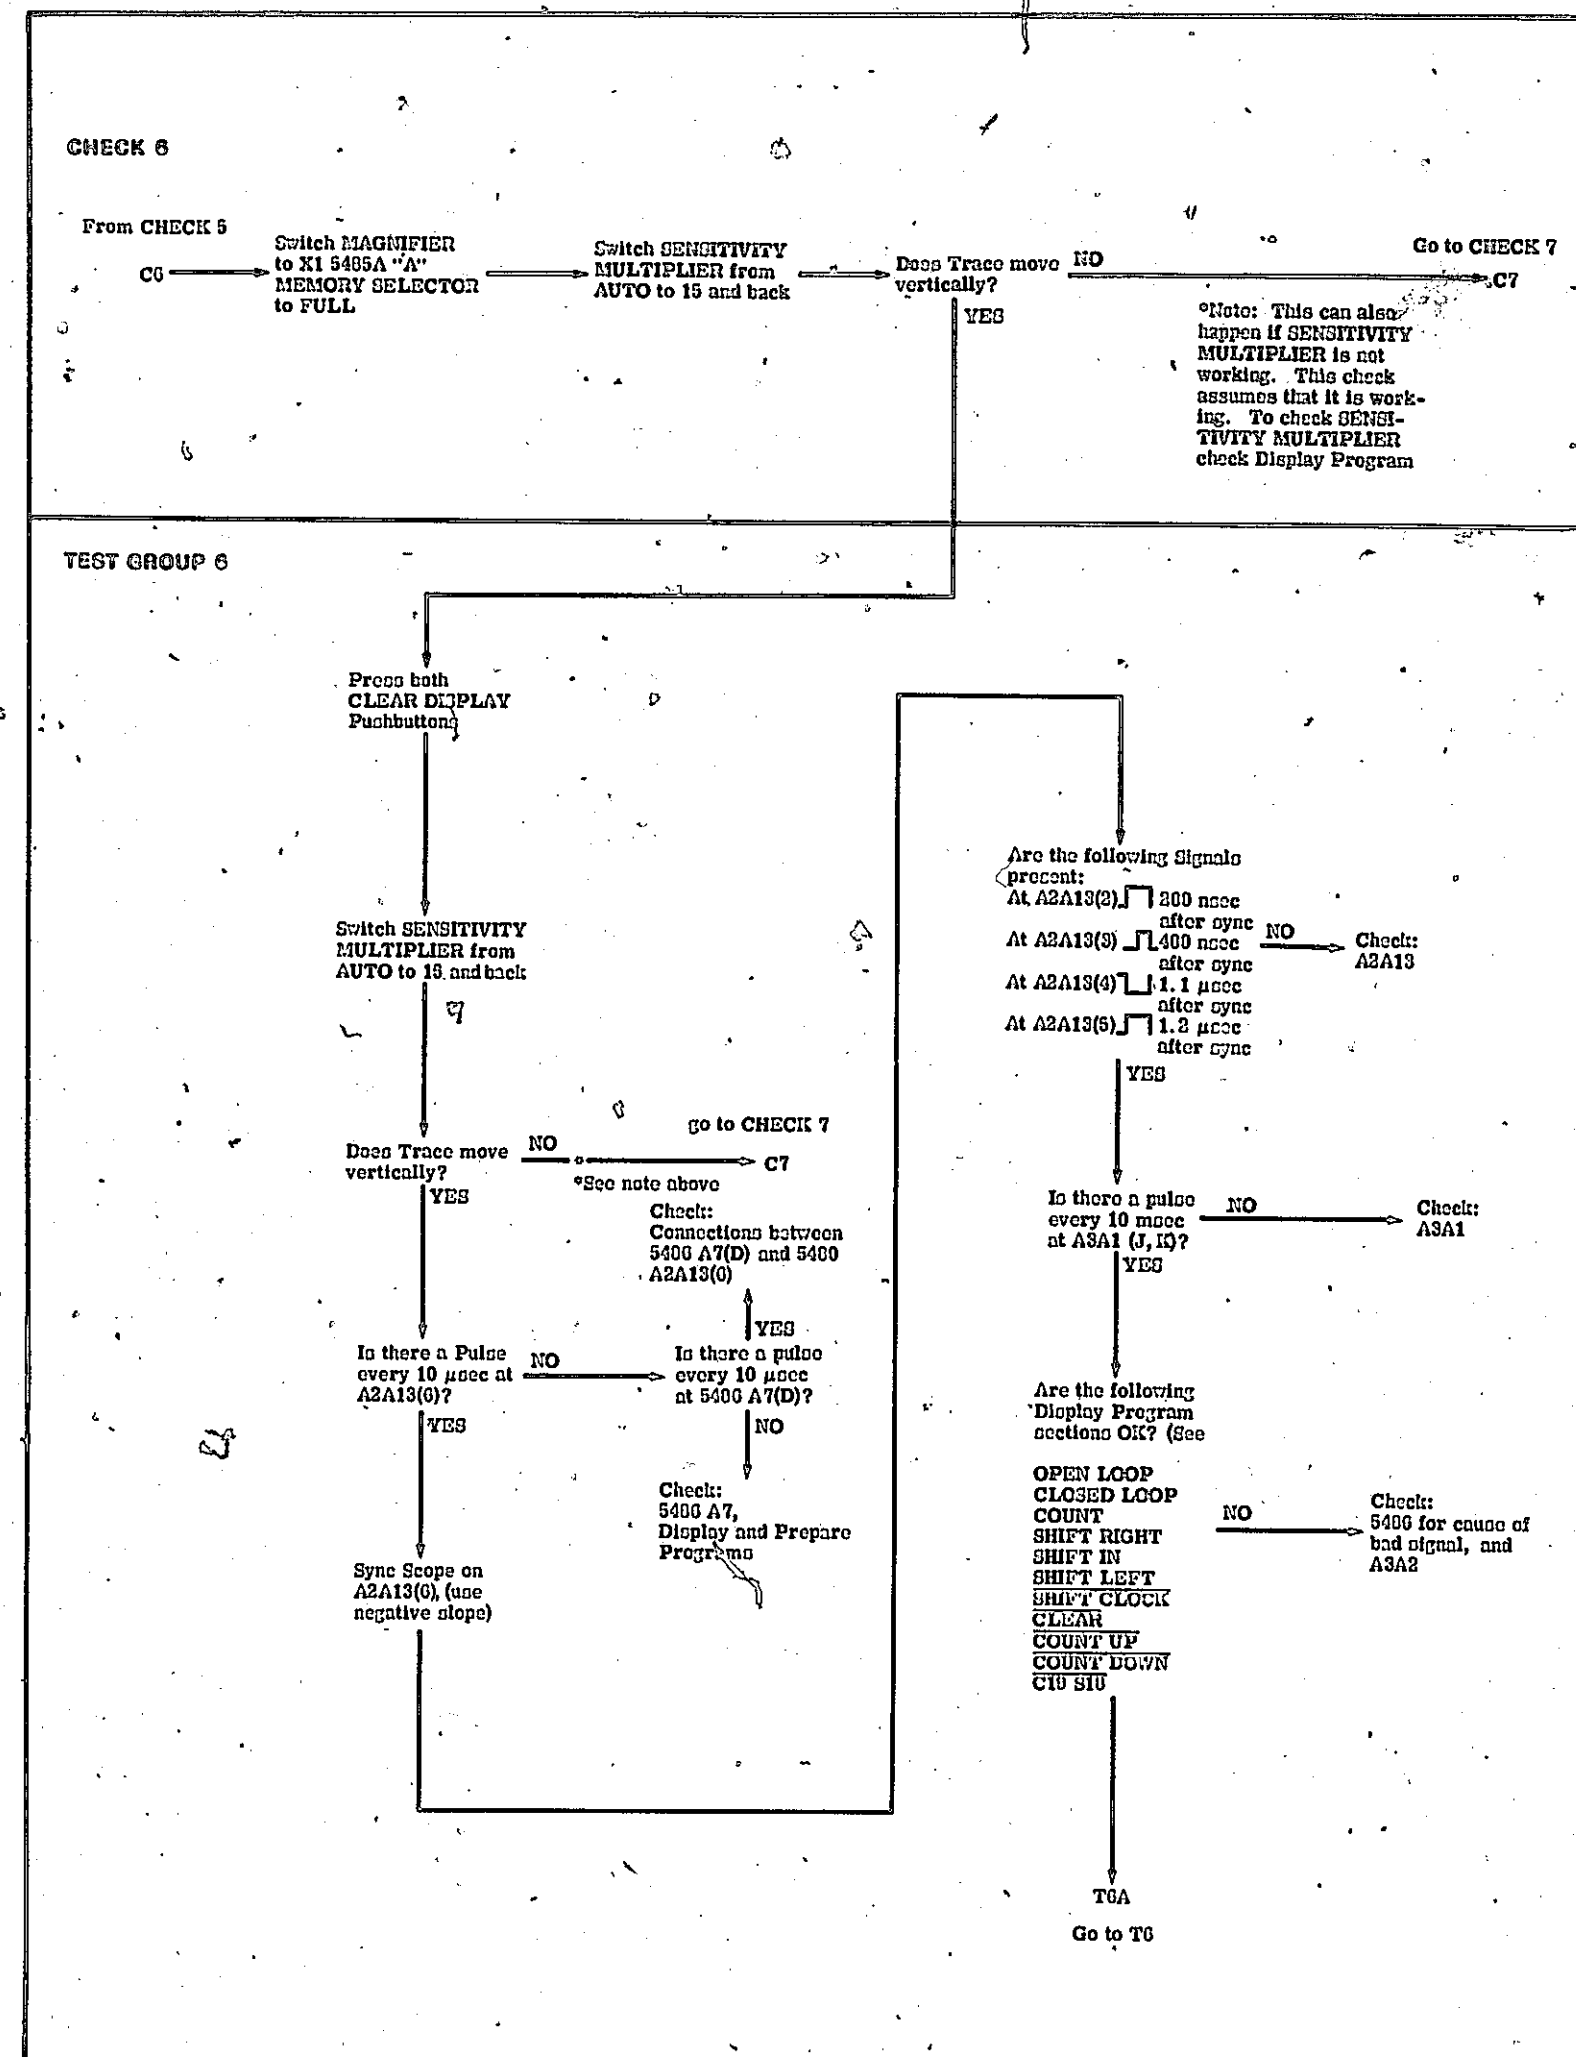 CHECK 6
From CHECK 5
C6
Switch MAGNIFIER
to X1 5485A "A"
MEMORY SELECTOR
to FULL
Switch SENSITIVITY
MULTIPLIER from
AUTO to 15 and back
Does Trace move
vertically?
NO
Go to CHECK 7
C7
YES
*Note: This can also
happen if SENSITIVITY
MULTIPLIER is not
working. This check
assumes that it is work-
ing. To check SENSI-
TIVITY MULTIPLIER
check Display Program
TEST GROUP 6
Press both
CLEAR DISPLAY
Pushbuttons
Switch SENSITIVITY
MULTIPLIER from
AUTO to 15 and back
Does Trace move
vertically?
NO
go to CHECK 7
C7
*See note above
YES
Check:
Connections between
5406 A7(D) and 5400
A2A13(6)
YES
Is there a Pulse
every 10 µsec at
A2A13(6)?
NO
Is there a pulse
every 10 µsec
at 5406 A7(D)?
YES
NO
Check:
5406 A7,
Display and Prepare
Programs
Sync Scope on
A2A13(6), (use
negative slope)
Are the following Signals
present:
At A2A13(2) 200 nsec
after sync
At A2A13(3) 400 nsec
after sync
At A2A13(4) 1.1 µsec
after sync
At A2A13(5) 1.2 µsec
after sync
NO
Check:
A2A13
YES
Is there a pulse
every 10 msec
at A3A1 (J, K)?
NO
Check:
A3A1
YES
Are the following
Display Program
sections OK? (See
OPEN LOOP
CLOSED LOOP
COUNT
SHIFT RIGHT
SHIFT IN
SHIFT LEFT
SHIFT CLOCK
CLEAR
COUNT UP
COUNT DOWN
C10 S10
NO
Check:
5406 for cause of
bad signal, and
A3A2
T6A
Go to T6